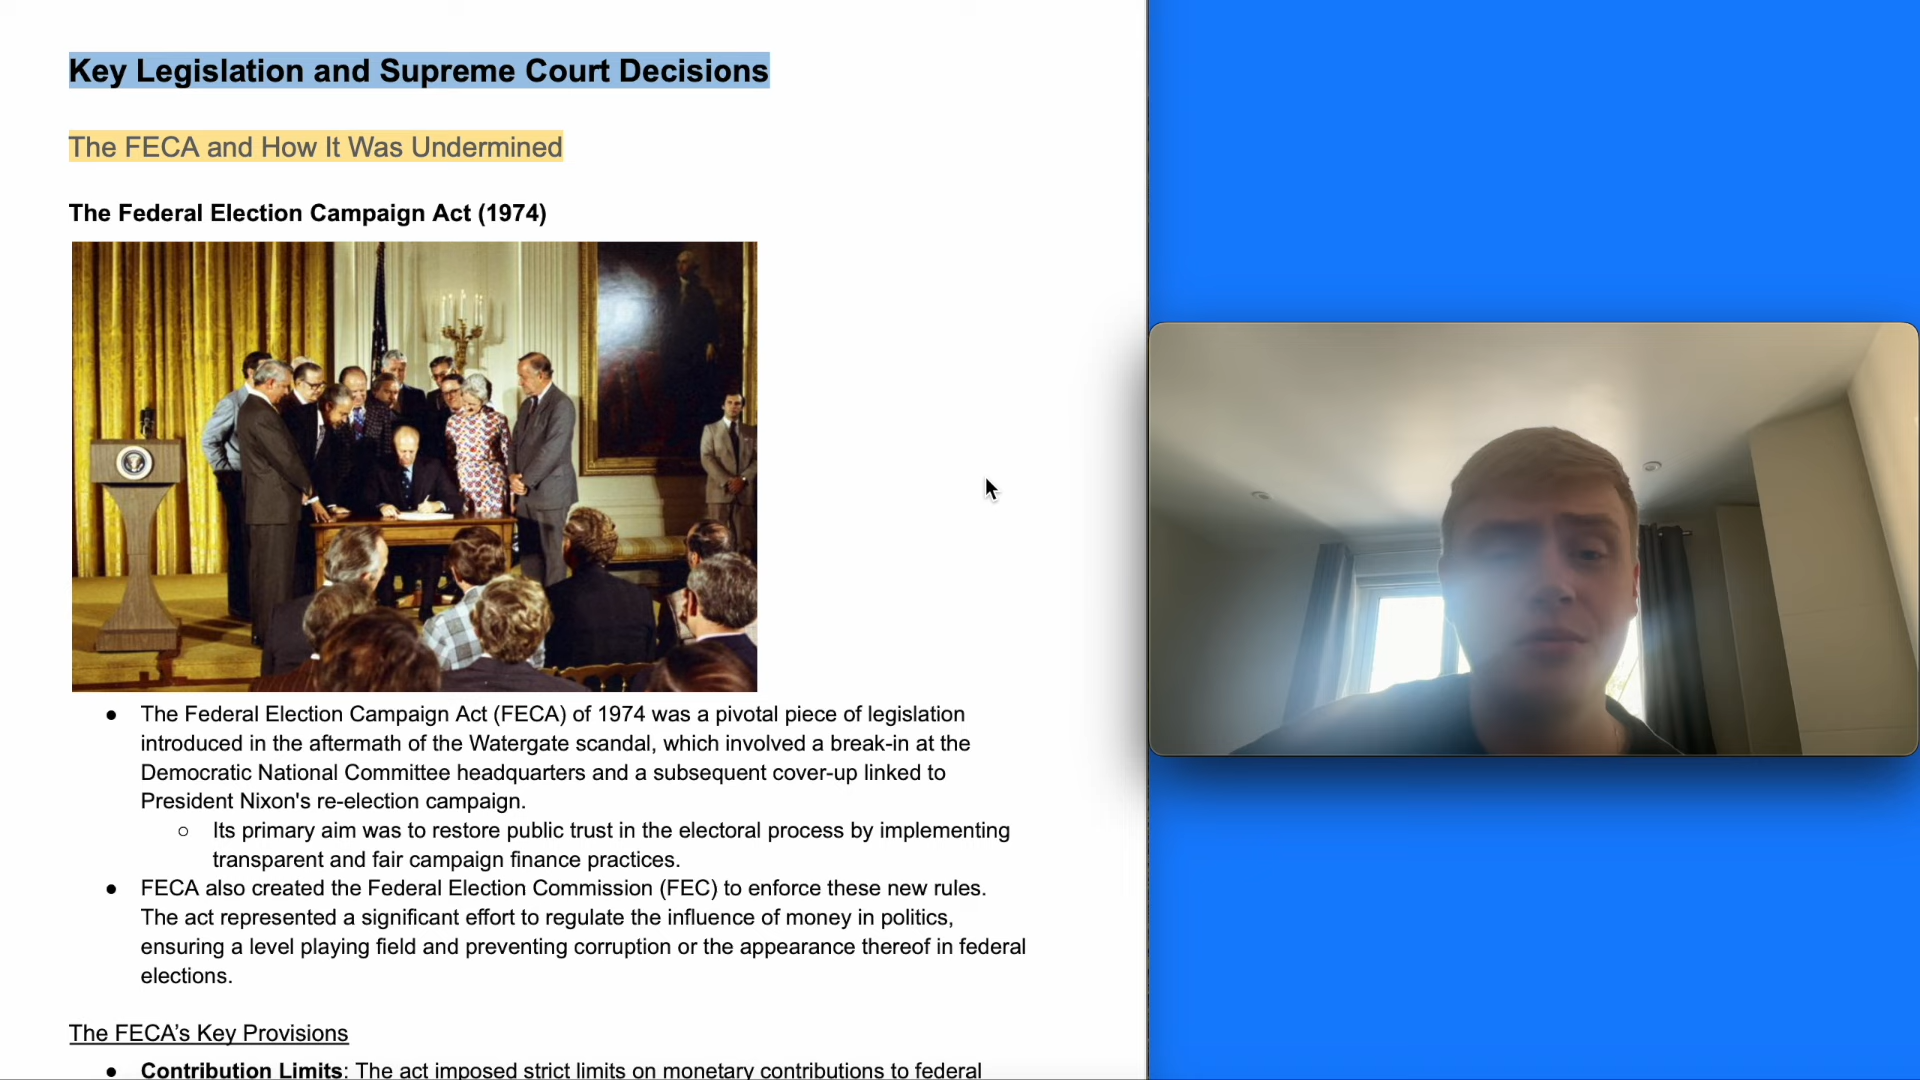 Key Legislation and Supreme Court Decisions
The FECA and How It Was Undermined
The Federal Election Campaign Act (1974)
● The Federal Election Campaign Act (FECA) of 1974 was a pivotal piece of legislation
introduced in the aftermath of the Watergate scandal, which involved a break-in at the
Democratic National Committee headquarters and a subsequent cover-up linked to
President Nixon's re-election campaign.
○ Its primary aim was to restore public trust in the electoral process by implementing
transparent and fair campaign finance practices.
● FECA also created the Federal Election Commission (FEC) to enforce these new rules.
The act represented a significant effort to regulate the influence of money in politics,
ensuring a level playing field and preventing corruption or the appearance thereof in federal
elections.
The FECA’s Key Provisions
● Contribution Limits: The act imposed strict limits on monetary contributions to federal